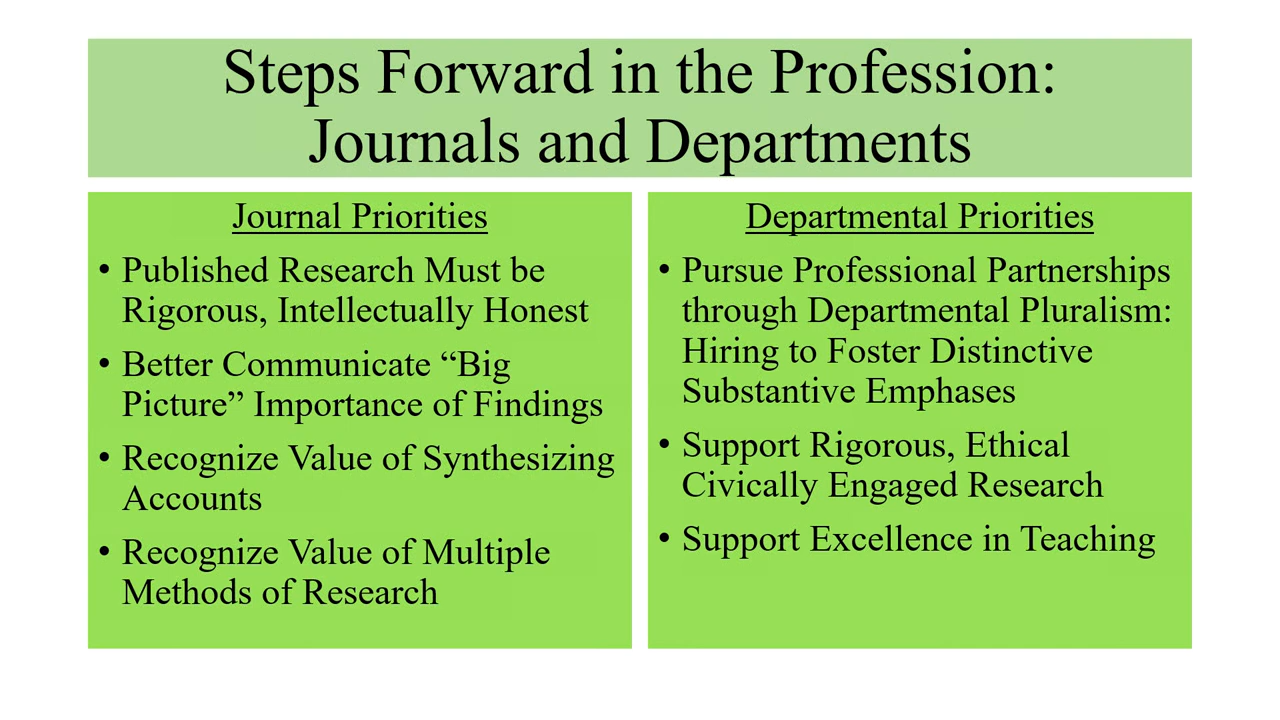 Steps Forward in the Profession:
Journals and Departments
Journal Priorities
• Published Research Must be
Rigorous, Intellectually Honest
• Better Communicate “Big
Picture” Importance of Findings
• Recognize Value of Synthesizing
Accounts
• Recognize Value of Multiple
Methods of Research
Departmental Priorities
• Pursue Professional Partnerships
through Departmental Pluralism:
Hiring to Foster Distinctive
Substantive Emphases
• Support Rigorous, Ethical
Civically Engaged Research
• Support Excellence in Teaching